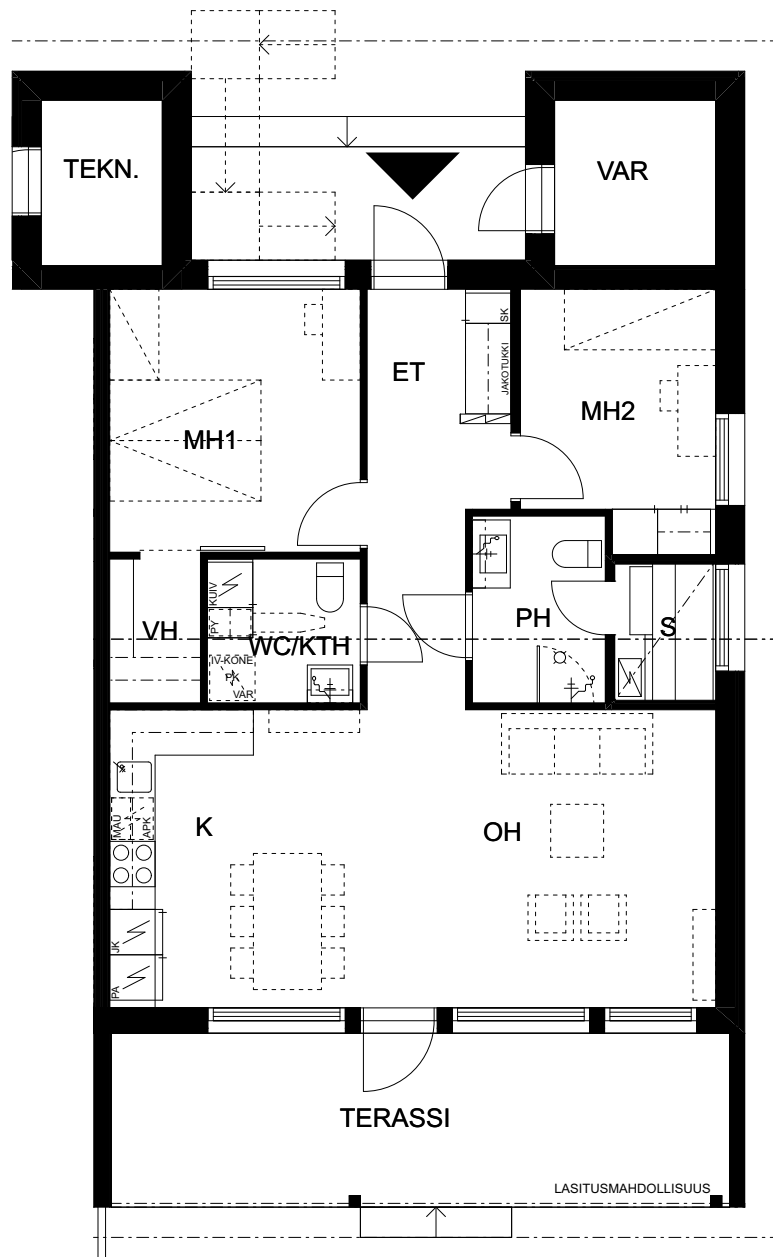 TEKN.
VAR
SK
JAKOTUKKI
ET
MH2
MH1
KUIV
PY
VH
WC/KTH
PH
S
IV-KONE
PK
VAR
MAU
APK
K
OH
JK
PA
TERASSI
LASITUSMAHDOLLISUUS